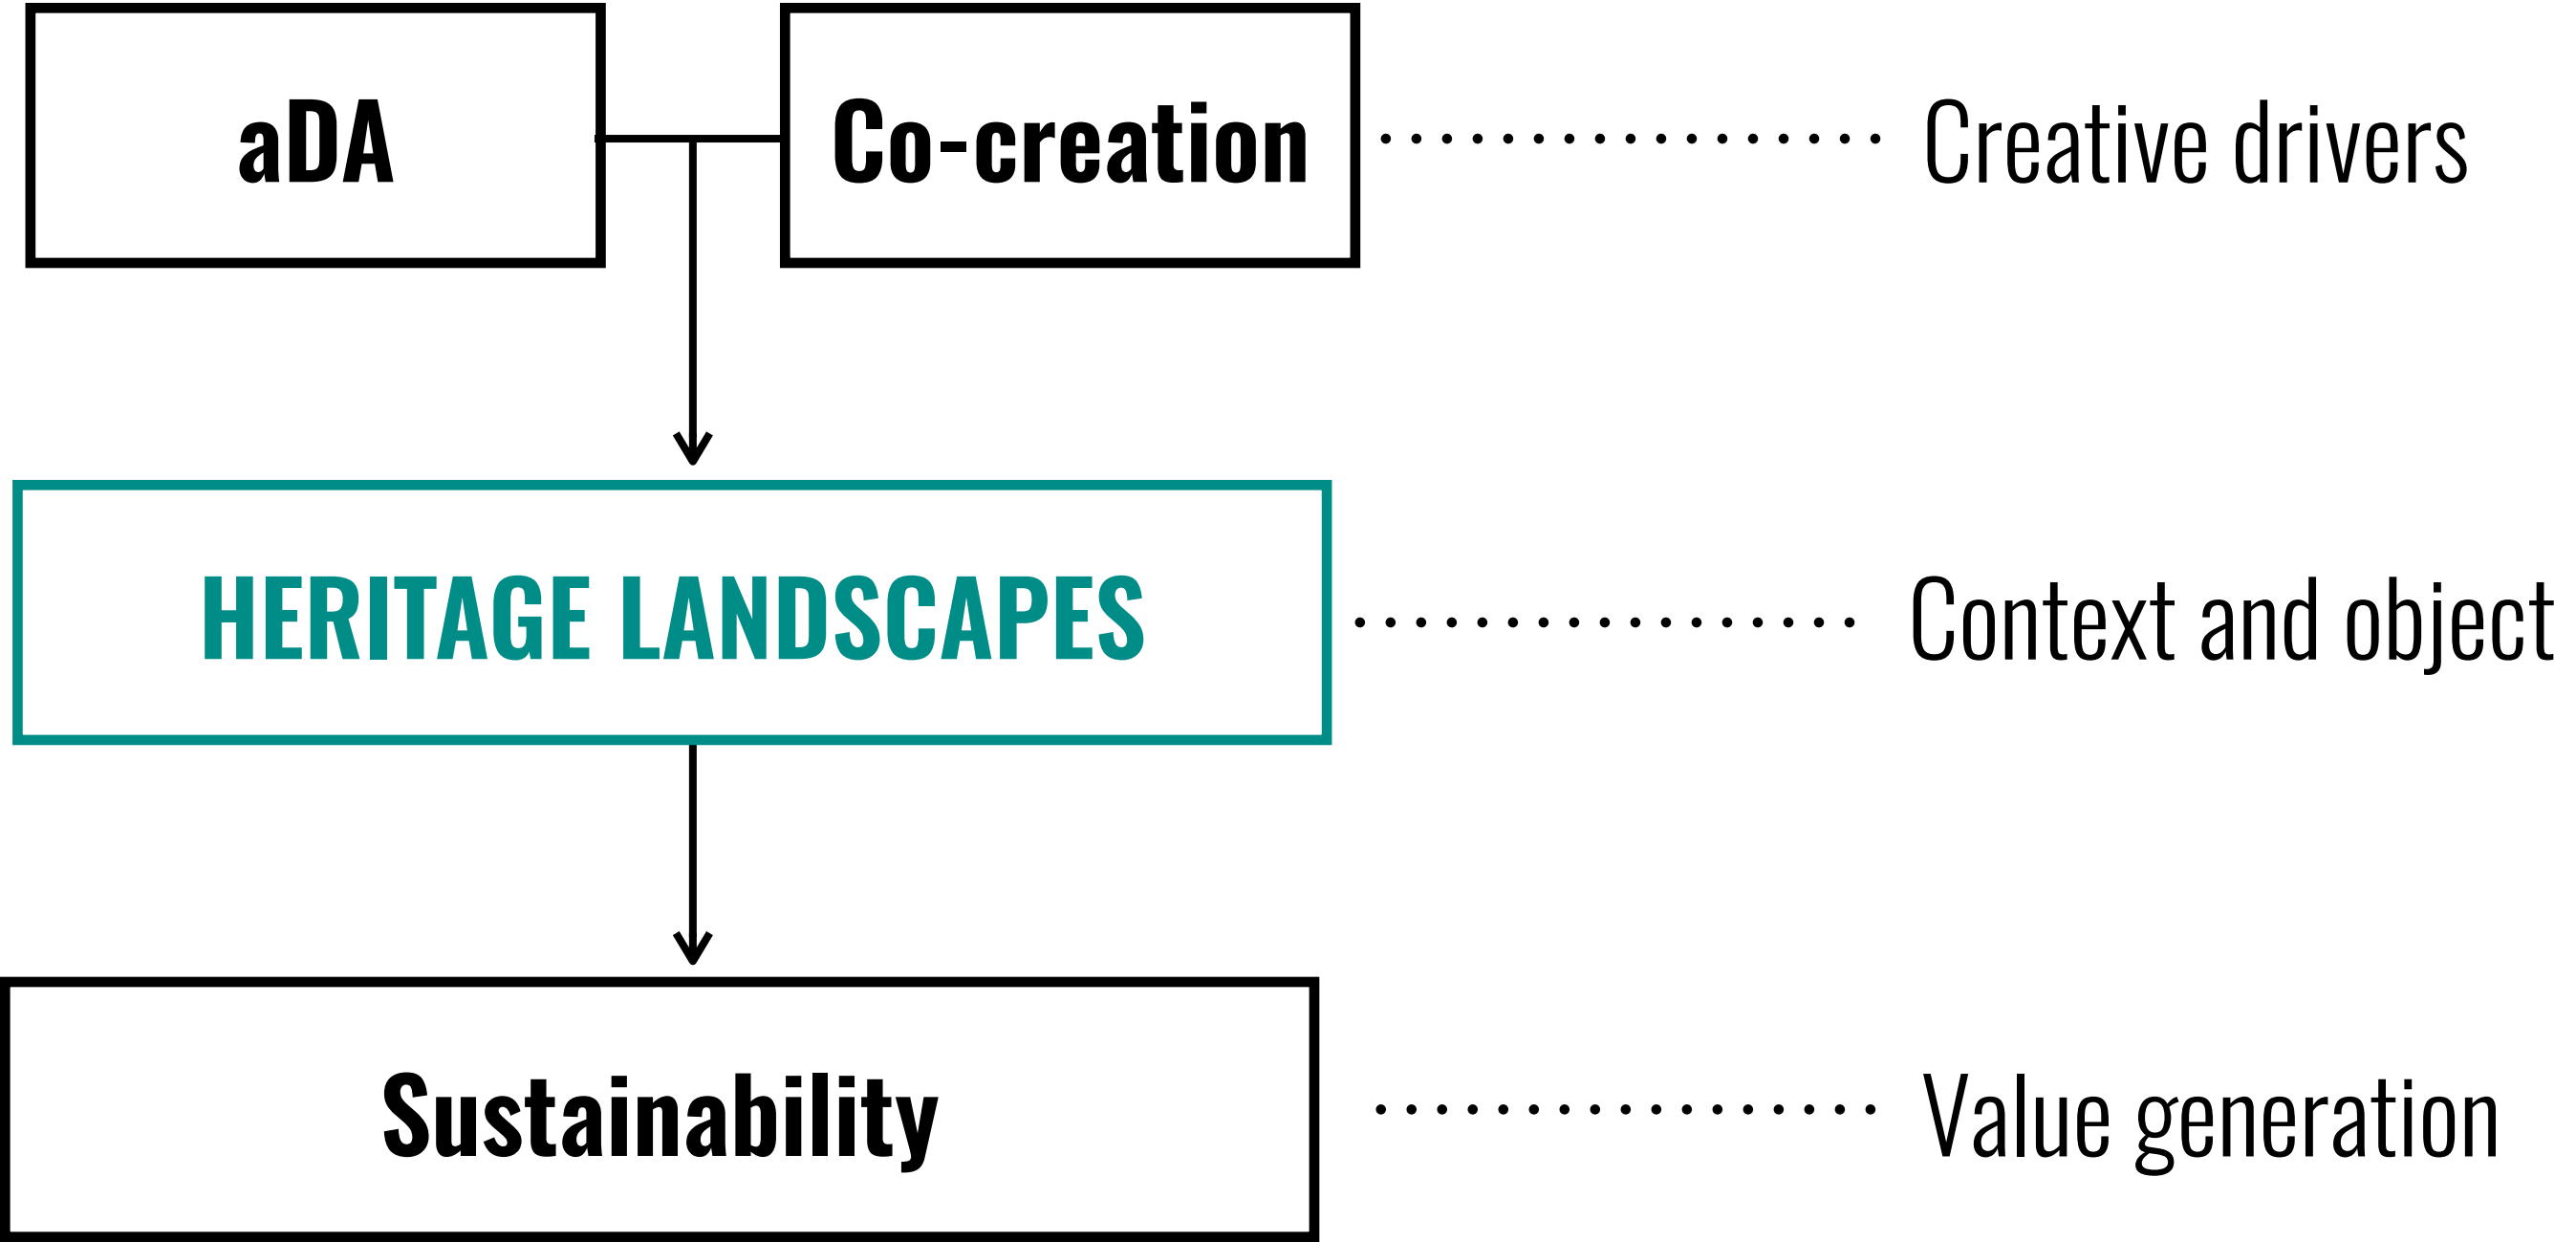 aDA
Co-creation
Creative drivers
HERITAGE LANDSCAPES
Context and object
Sustainability
Value generation